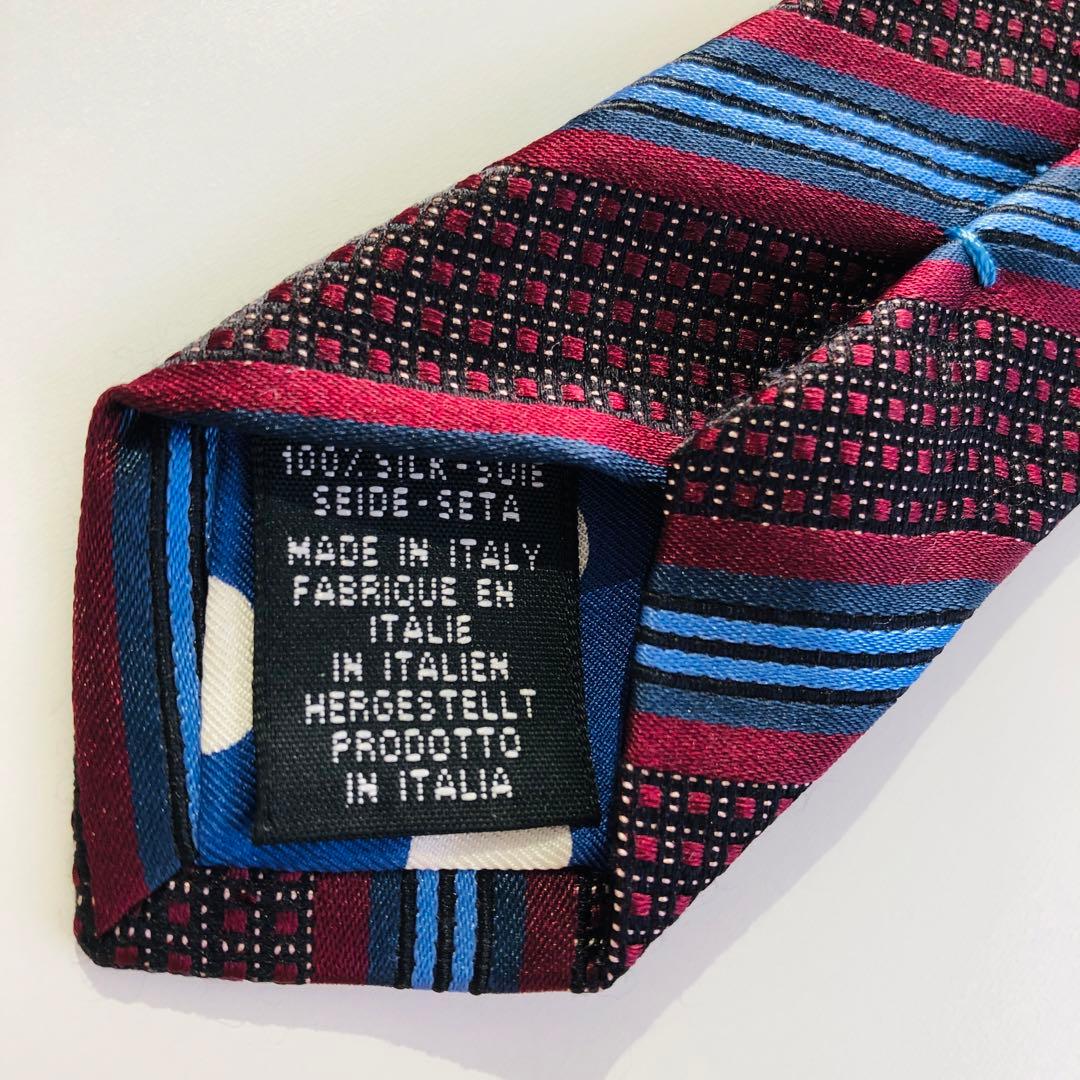 100% SILK-SOIE
SEIDE-SETA
MADE IN ITALY
FABRIQUE EN
ITALIE
IN ITALIEN
HERGESTELLT
PRODOTTO
IN ITALIA